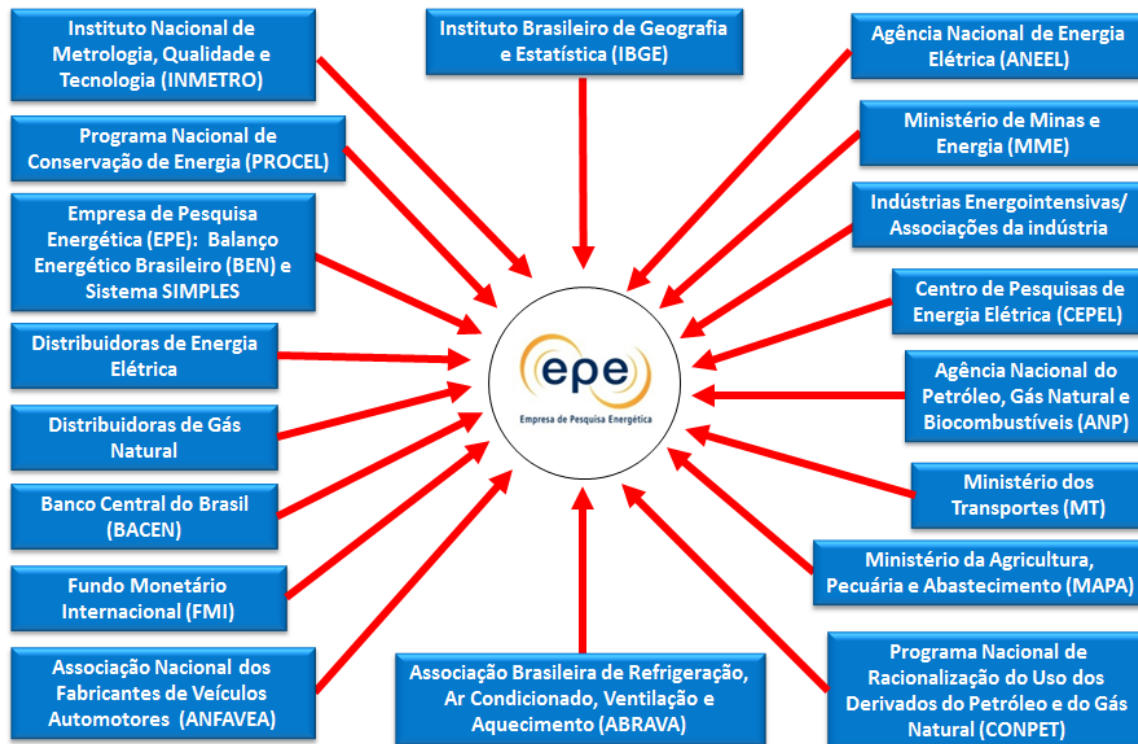 Instituto Nacional de
Metrologia, Qualidade e
Tecnologia (INMETRO)
Programa Nacional de
Conservação de Energia (PROCEL)
Empresa de Pesquisa
Energética (EPE):  Balanço
Energético Brasileiro (BEN) e
Sistema SIMPLES
Distribuidoras de Energia
Elétrica
Distribuidoras de Gás
Natural
Banco Central do Brasil
(BACEN)
Fundo Monetário
Internacional (FMI)
Associação Nacional dos
Fabricantes de Veículos
Automotores (ANFAVEA)
Instituto Brasileiro de Geografia
e Estatística (IBGE)
epe
Empresa de Pesquisa Energética
Associação Brasileira de Refrigeração,
Ar Condicionado, Ventilação e
Aquecimento (ABRAVA)
Agência Nacional de Energia
Elétrica (ANEEL)
Ministério de Minas e
Energia (MME)
Indústrias Energointensivas/
Associações da indústria
Centro de Pesquisas de
Energia Elétrica (CEPEL)
Agência Nacional do
Petróleo, Gás Natural e
Biocombustíveis (ANP)
Ministério dos
Transportes (MT)
Ministério da Agricultura,
Pecuária e Abastecimento (MAPA)
Programa Nacional de
Racionalização do Uso dos
Derivados do Petróleo e do Gás
Natural (CONPET)